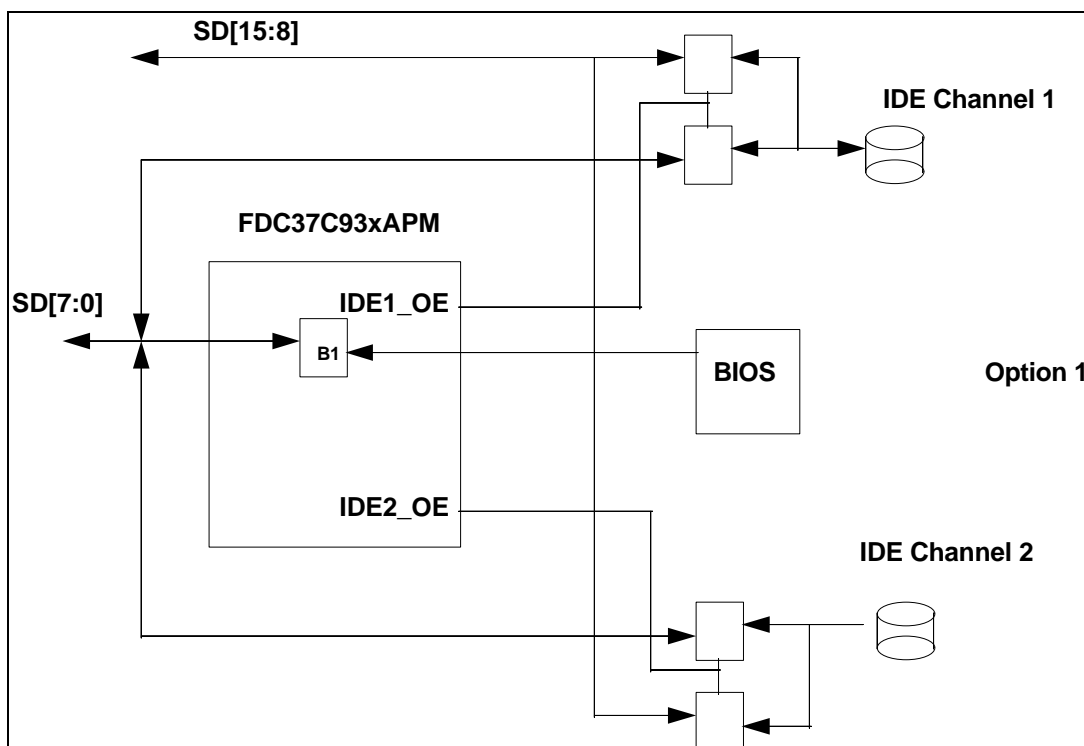 SD[15:8]
IDE Channel 1
FDC37C93xAPM
SD[7:0]
IDE1_OE
B1
BIOS
Option 1
IDE2_OE
IDE Channel 2